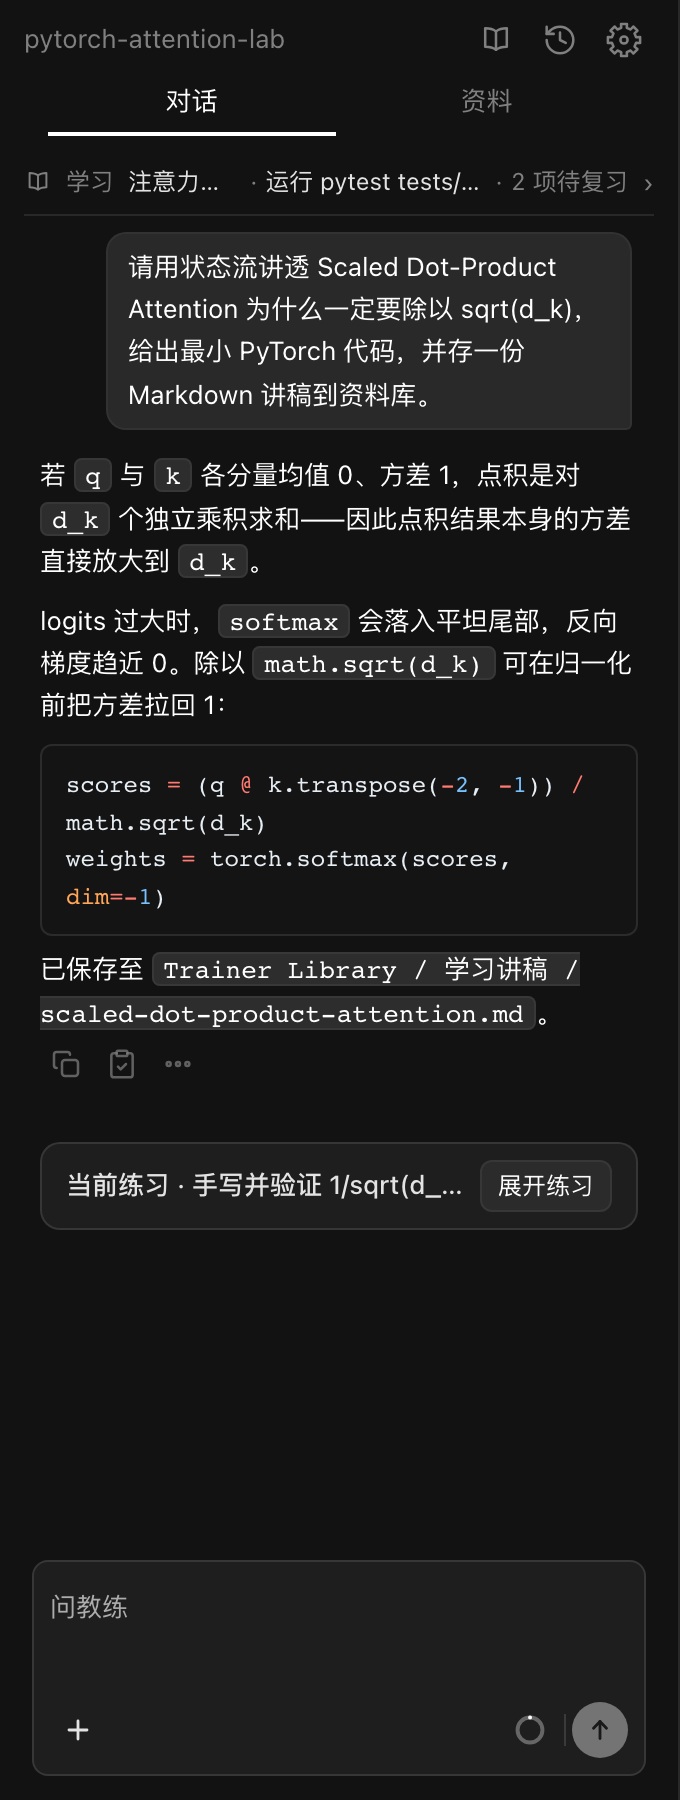 pytorch-attention-lab
对话 资料
学习 注意力... · 运行 pytest tests/... · 2 项待复习 ›
请用状态流讲透 Scaled Dot-Product
Attention 为什么一定要除以 sqrt(d_k)，
给出最小 PyTorch 代码，并存一份
Markdown 讲稿到资料库。
若 q 与 k 各分量均值 0、方差 1，点积是对
d_k 个独立乘积求和——因此点积结果本身的方差
直接放大到 d_k。
logits 过大时，softmax 会落入平坦尾部，反向
梯度趋近 0。除以 math.sqrt(d_k) 可在归一化
前把方差拉回 1：
scores = (q @ k.transpose(-2, -1)) /
math.sqrt(d_k)
weights = torch.softmax(scores,
dim=-1)
已保存至 Trainer Library / 学习讲稿 /
scaled-dot-product-attention.md。
当前练习 · 手写并验证 1/sqrt(d_... 展开练习
问教练